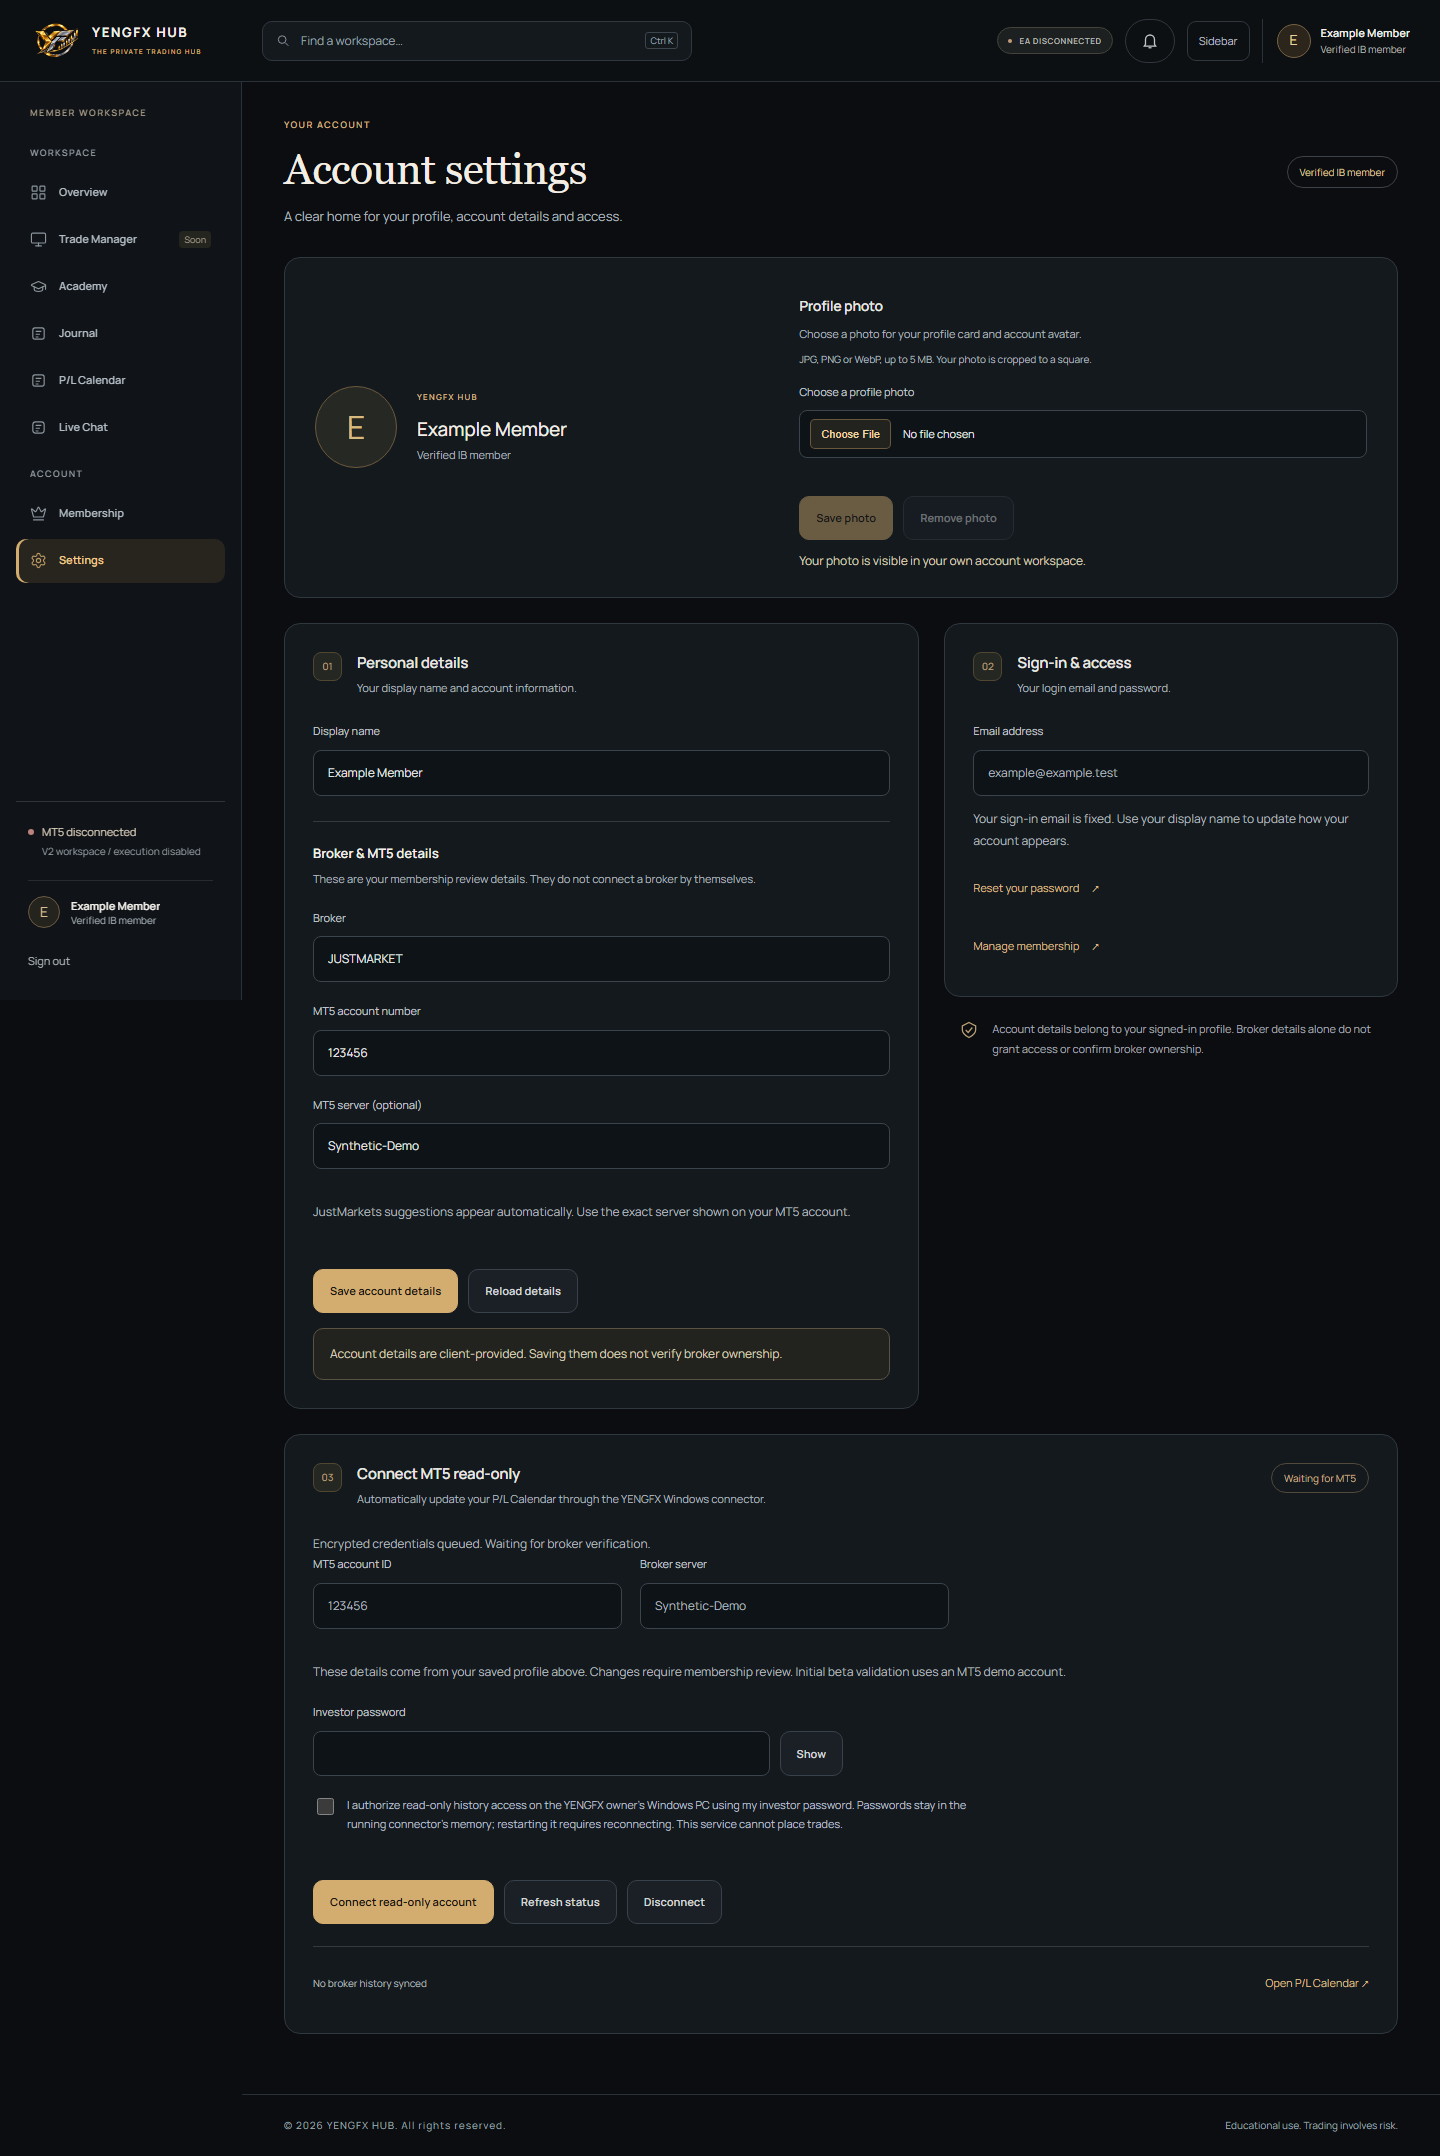 YENGFX HUB
THE PRIVATE TRADING HUB
Find a workspace...
Ctrl K
EA DISCONNECTED
Sidebar
E
Example Member
Verified IB member
MEMBER WORKSPACE
WORKSPACE
Overview
Trade Manager
Soon
Academy
Journal
P/L Calendar
Live Chat
ACCOUNT
Membership
Settings
MT5 disconnected
V2 workspace / execution disabled
E
Example Member
Verified IB member
Sign out
YOUR ACCOUNT
Account settings
A clear home for your profile, account details and access.
Verified IB member
E
YENGFX HUB
Example Member
Verified IB member
Profile photo
Choose a photo for your profile card and account avatar.
JPG, PNG or WebP, up to 5 MB. Your photo is cropped to a square.
Choose a profile photo
Choose File
No file chosen
Save photo
Remove photo
Your photo is visible in your own account workspace.
01
Personal details
Your display name and account information.
Display name
Example Member
Broker & MT5 details
These are your membership review details. They do not connect a broker by themselves.
Broker
JUSTMARKET
MT5 account number
123456
MT5 server (optional)
Synthetic-Demo
JustMarkets suggestions appear automatically. Use the exact server shown on your MT5 account.
Save account details
Reload details
Account details are client-provided. Saving them does not verify broker ownership.
02
Sign-in & access
Your login email and password.
Email address
example@example.test
Your sign-in email is fixed. Use your display name to update how your
account appears.
Reset your password ↗
Manage membership ↗
Account details belong to your signed-in profile. Broker details alone do not
grant access or confirm broker ownership.
03
Connect MT5 read-only
Automatically update your P/L Calendar through the YENGFX Windows connector.
Waiting for MT5
Encrypted credentials queued. Waiting for broker verification.
MT5 account ID
Broker server
123456
Synthetic-Demo
These details come from your saved profile above. Changes require membership review. Initial beta validation uses an MT5 demo account.
Investor password
Show
I authorize read-only history access on the YENGFX owner's Windows PC using my investor password. Passwords stay in the
running connector's memory; restarting it requires reconnecting. This service cannot place trades.
Connect read-only account
Refresh status
Disconnect
No broker history synced
Open P/L Calendar ↗
© 2026 YENGFX HUB. All rights reserved.
Educational use. Trading involves risk.